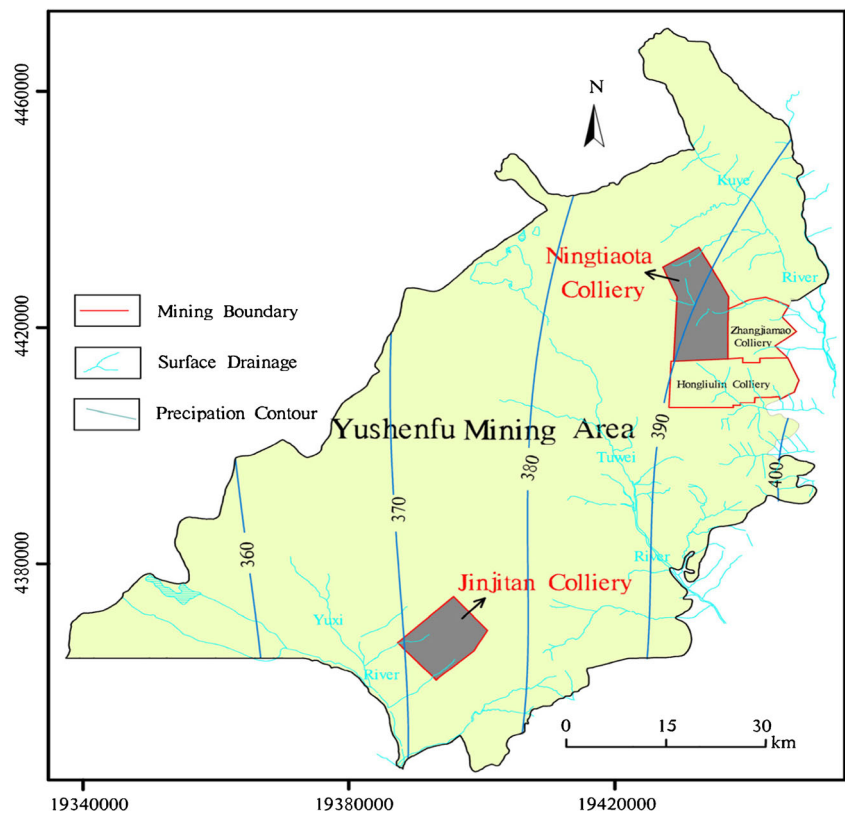 4460000
4420000
4380000
19340000
19380000
19420000
N
Kuye
River
Ningtiaota
Colliery
Zhangjiamao
Colliery
Hongliulin Colliery
Mining Boundary
Surface Drainage
Precipation Contour
Yushenfu Mining Area
390
380
370
360
400
Tuwei
River
Jinjitan Colliery
Yuxi
River
0 15 30
km